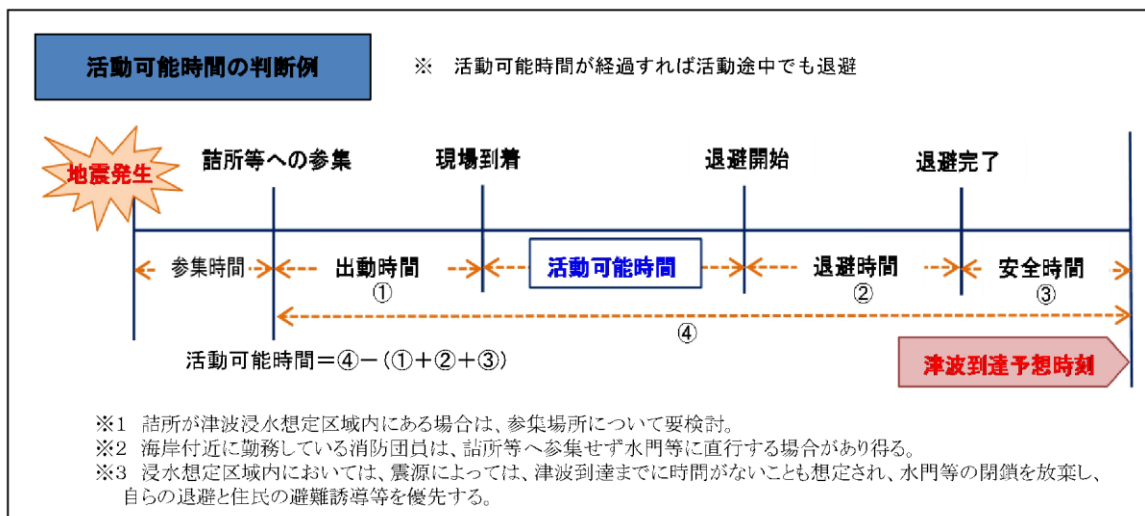 活動可能時間の判断例
※ 活動可能時間が経過すれば活動途中でも退避
地震発生
詰所等への参集
現場到着
退避開始
退避完了
参集時間
出動時間
①
活動可能時間
退避時間
②
安全時間
③
④
活動可能時間＝④－(①＋②＋③)
津波到達予想時刻
※1 詰所が津波浸水想定区域内にある場合は、参集場所について要検討。
※2 海岸付近に勤務している消防団員は、詰所等へ参集せず水門等に直行する場合があり得る。
※3 浸水想定区域内においては、震源によっては、津波到達までに時間がないことも想定され、水門等の閉鎖を放棄し、
自らの退避と住民の避難誘導等を優先する。